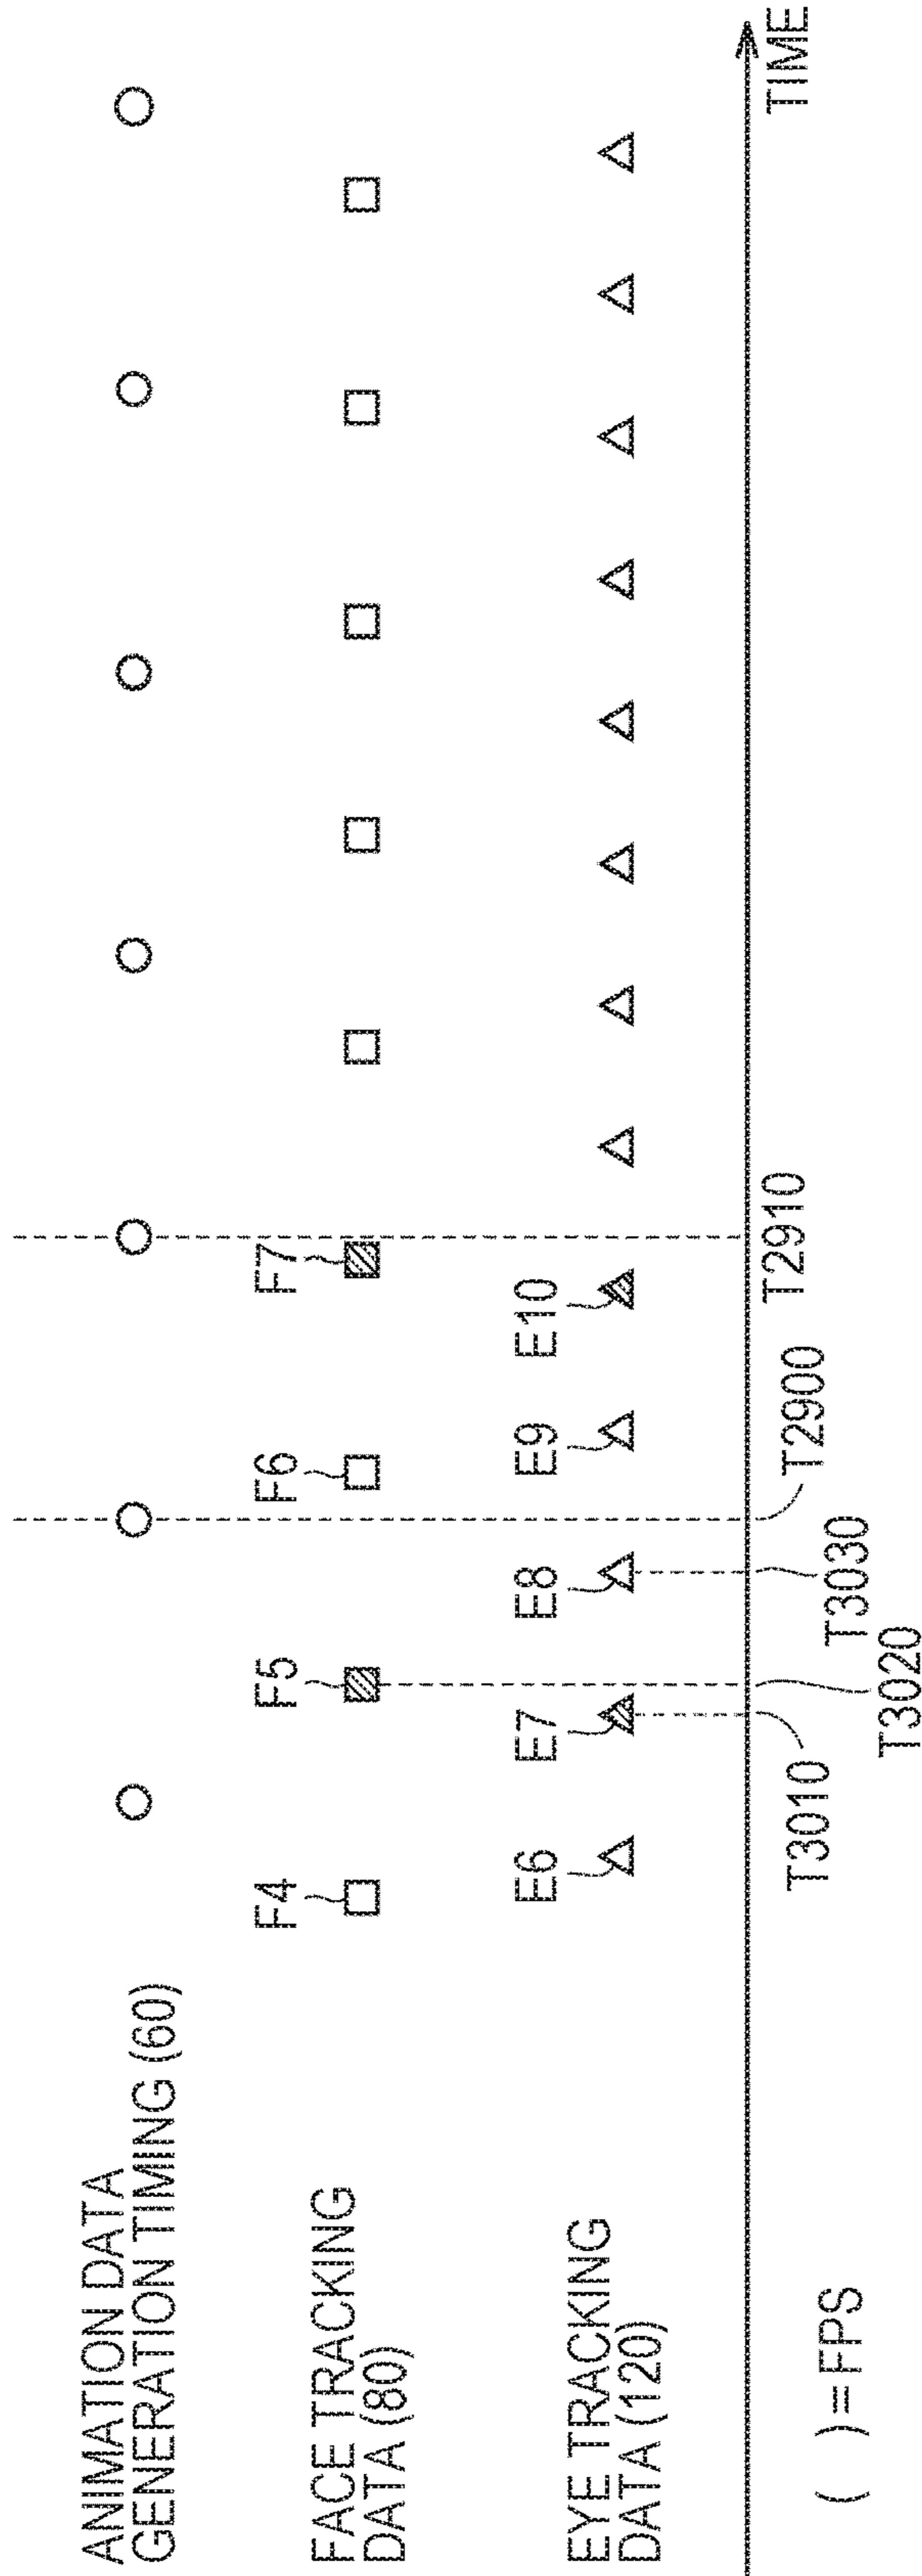 ANIMATION DATA
GENERATION TIMING (60)
FACE TRACKING
DATA (80)
F4
F5
F6
F7
EYE TRACKING
DATA (120)
E6
E7
E8
E9
E10
TIME
T3010
T3020
T3030
T2900
T2910
( ) = FPS